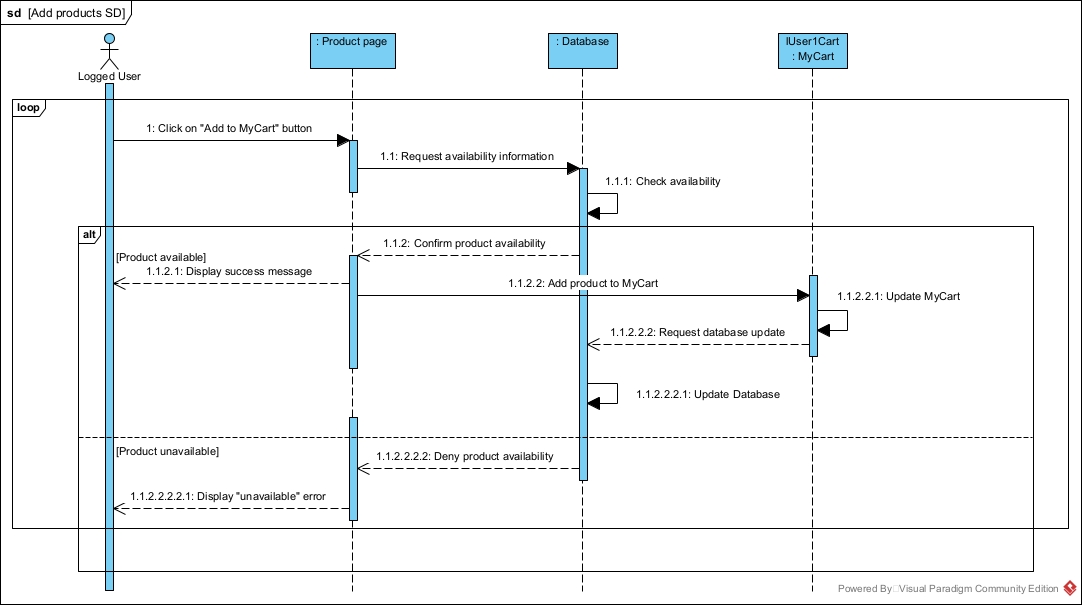 sd [Add products SD]
Logged User
: Product page
: Database
IUser1Cart
: MyCart
loop
1: Click on "Add to MyCart" button
1.1: Request availability information
1.1.1: Check availability
alt
1.1.2: Confirm product availability
[Product available]
1.1.2.1: Display success message
1.1.2.2: Add product to MyCart
1.1.2.2.1: Update MyCart
1.1.2.2.2: Request database update
1.1.2.2.2.1: Update Database
[Product unavailable]
1.1.2.2.2.2: Deny product availability
1.1.2.2.2.2.1: Display "unavailable" error
Powered By Visual Paradigm Community Edition